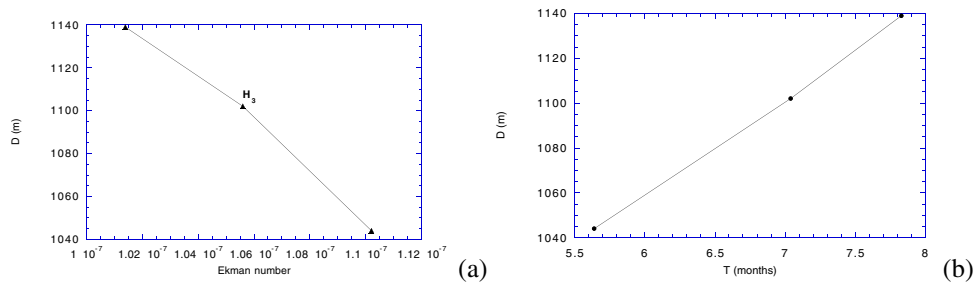 1140
1120
1100
1080
1060
1040
D (m)
H₃
1 10⁻⁷ 1.02 10⁻⁷ 1.04 10⁻⁷ 1.06 10⁻⁷ 1.08 10⁻⁷ 1.10 10⁻⁷ 1.12 10⁻⁷
Ekman number
(a)
1140
1120
1100
1080
1060
1040
D (m)
5.5 6 6.5 7 7.5 8
T (months)
(b)